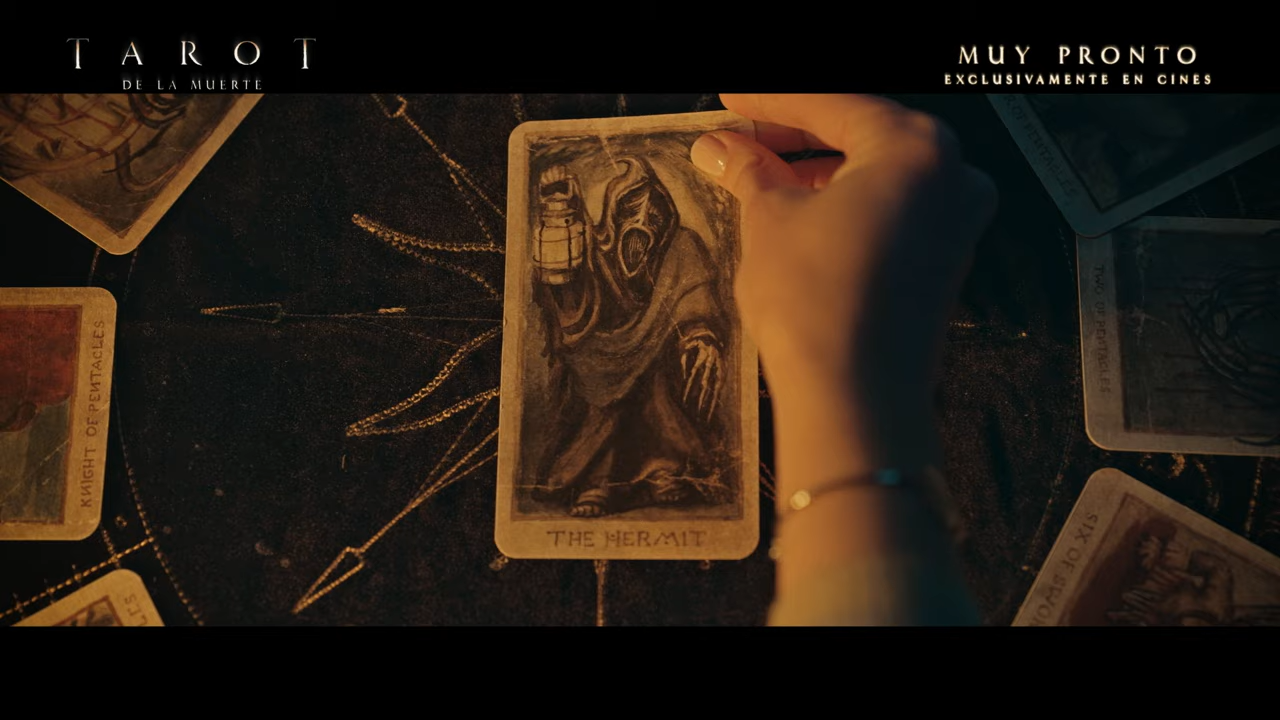 TAROT
DE LA MUERTE
MUY PRONTO
EXCLUSIVAMENTE EN CINES
KNIGHT OF PENTACLES
THE HERMIT
TWO OF PENTACLES
SIX OF